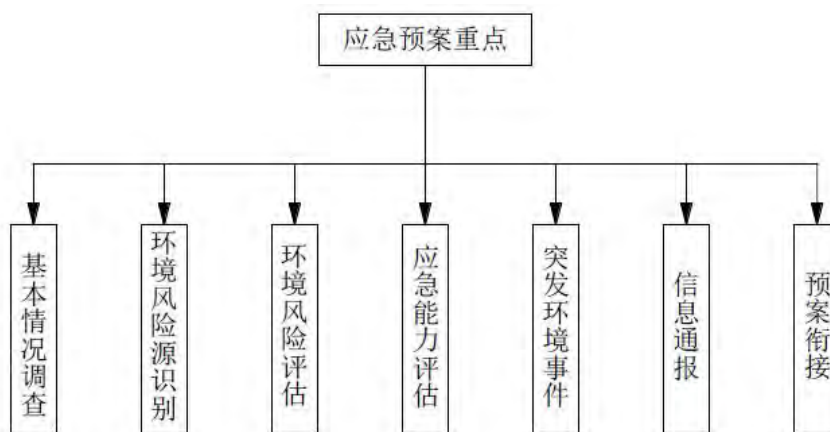 应急预案重点
基本情况调查
环境风险源识别
环境风险评估
应急能力评估
突发环境事件
信息通报
预案衔接